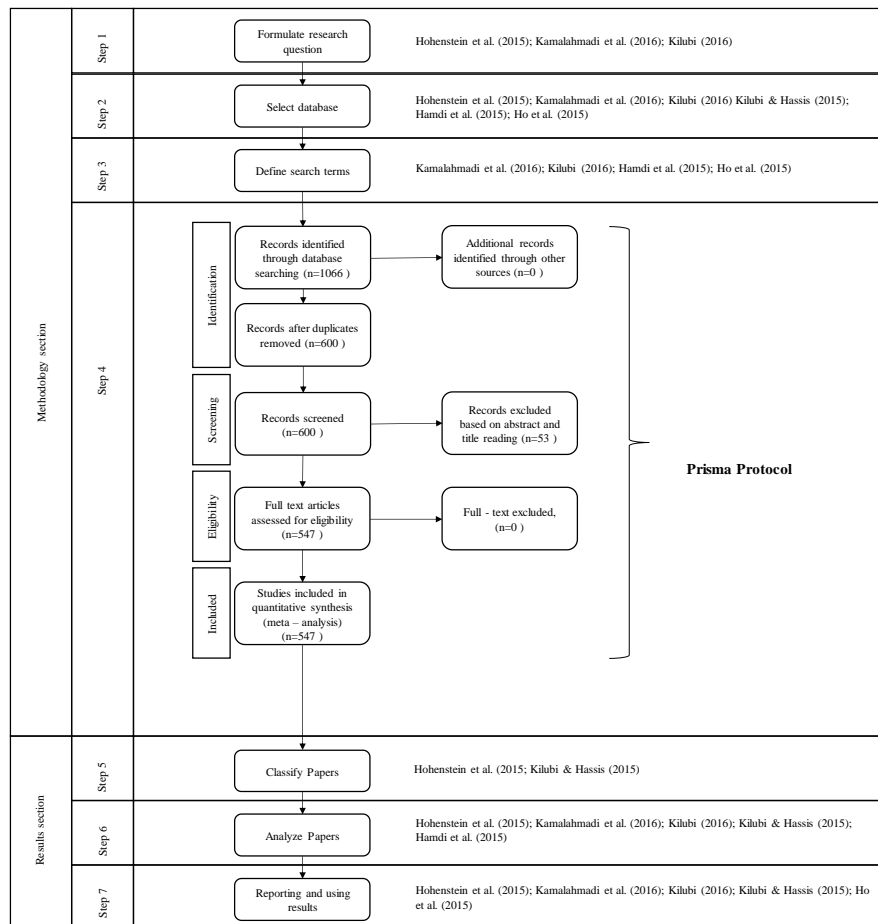 Methodology section
Step 1
Formulate research
question
Hohenstein et al. (2015); Kamalahmadi et al. (2016); Kilubi (2016)
Step 2
Select database
Hohenstein et al. (2015); Kamalahmadi et al. (2016); Kilubi (2016) Kilubi & Hassis (2015);
Hamdi et al. (2015); Ho et al. (2015)
Step 3
Define search terms
Kamalahmadi et al. (2016); Kilubi (2016); Hamdi et al. (2015); Ho et al. (2015)
Step 4
Identification
Records identified
through database
searching (n=1066 )
Additional records
identified through other
sources (n=0 )
Records after duplicates
removed (n=600 )
Screening
Records screened
(n=600 )
Records excluded
based on abstract and
title reading (n=53 )
Eligibility
Full text articles
assessed for eligibility
(n=547 )
Full - text excluded,
(n=0 )
Included
Studies included in
quantitative synthesis
(meta – analysis)
(n=547 )
Prisma Protocol
Results section
Step 5
Classify Papers
Hohenstein et al. (2015; Kilubi & Hassis (2015)
Step 6
Analyze Papers
Hohenstein et al. (2015); Kamalahmadi et al. (2016); Kilubi (2016); Kilubi & Hassis (2015);
Hamdi et al. (2015)
Step 7
Reporting and using
results
Hohenstein et al. (2015); Kamalahmadi et al. (2016); Kilubi (2016); Kilubi & Hassis (2015); Ho
et al. (2015)